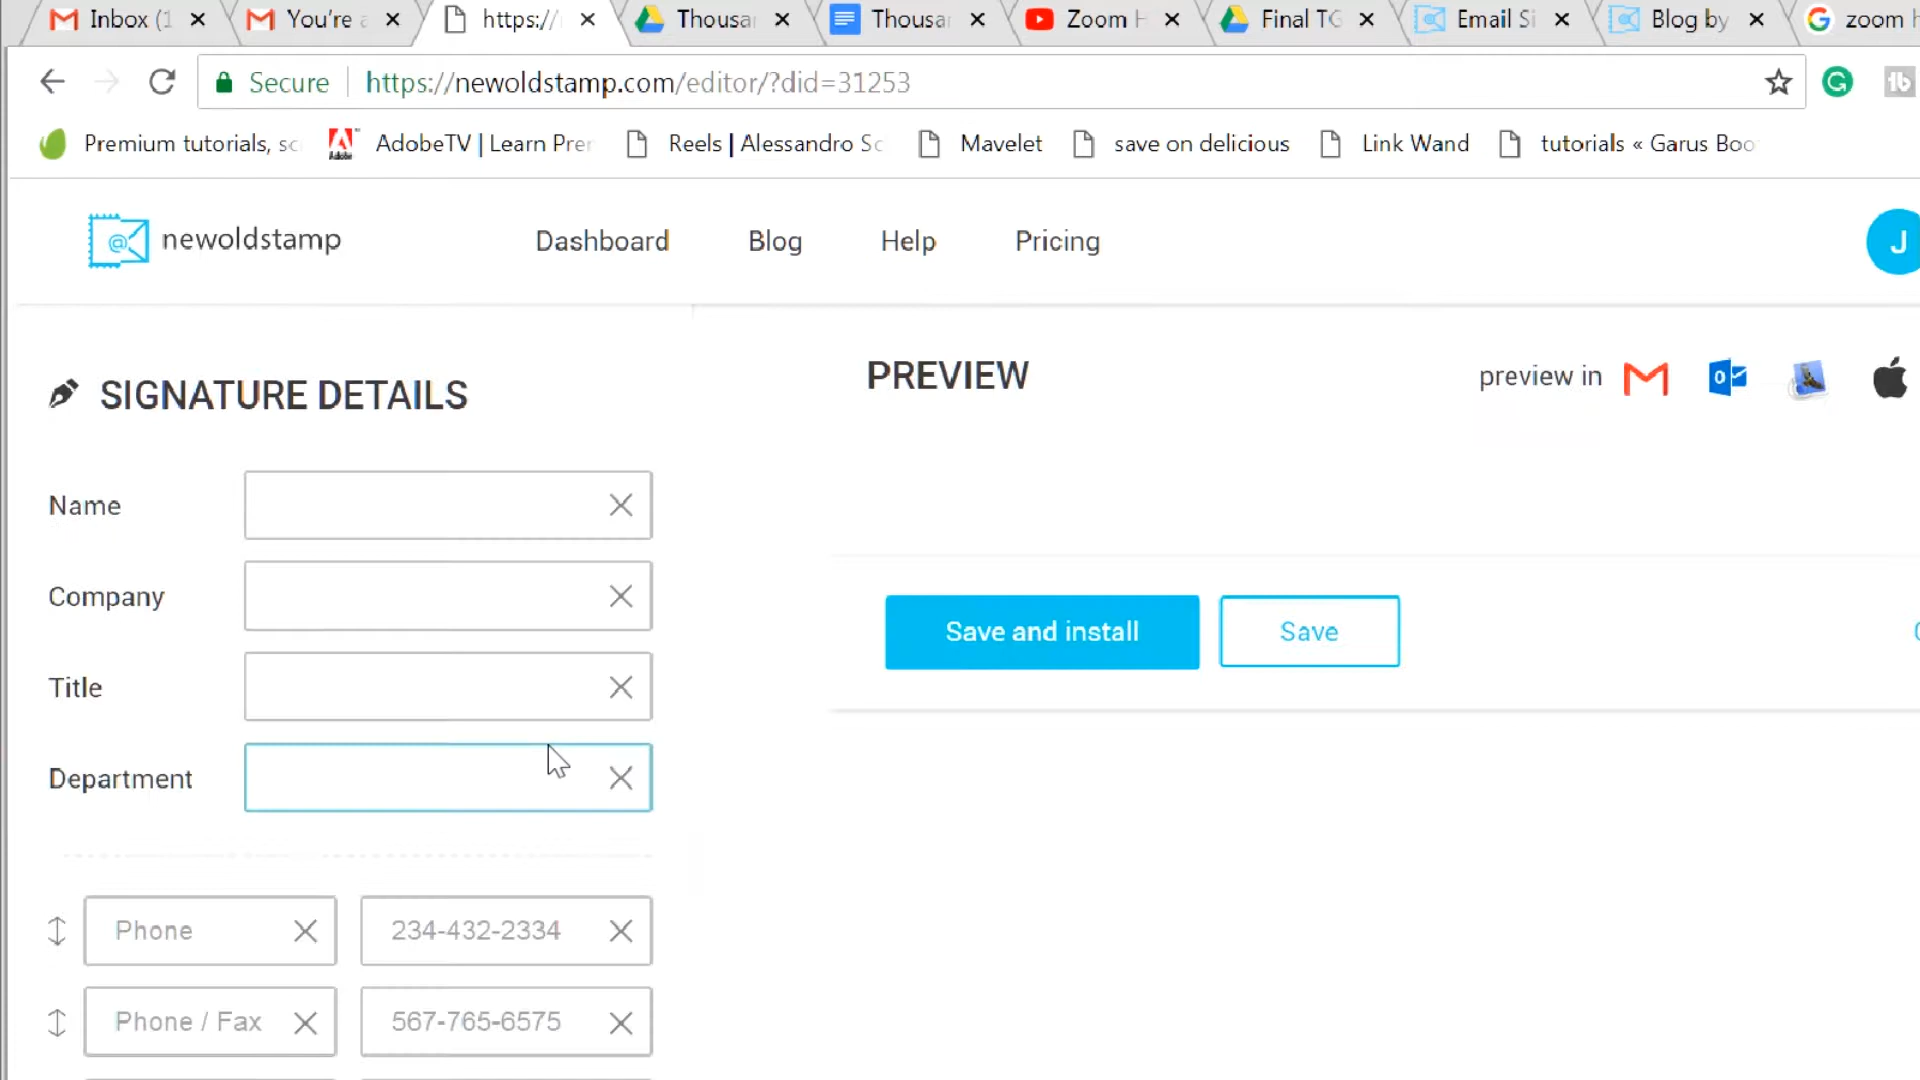 Inbox (1
You're a
https://
Thousa
Thousa
Zoom H
Final TG
Email Si
Blog by
zoom h
Secure https://newoldstamp.com/editor/?did=31253
Premium tutorials, sc
AdobeTV | Learn Prer
Reels | Alessandro Sc
Mavelet
save on delicious
Link Wand
tutorials « Garus Boo
newoldstamp
Dashboard
Blog
Help
Pricing
J
SIGNATURE DETAILS
PREVIEW
preview in
Name
Company
Save and install
Save
Title
Department
Phone
234-432-2334
Phone / Fax
567-765-6575